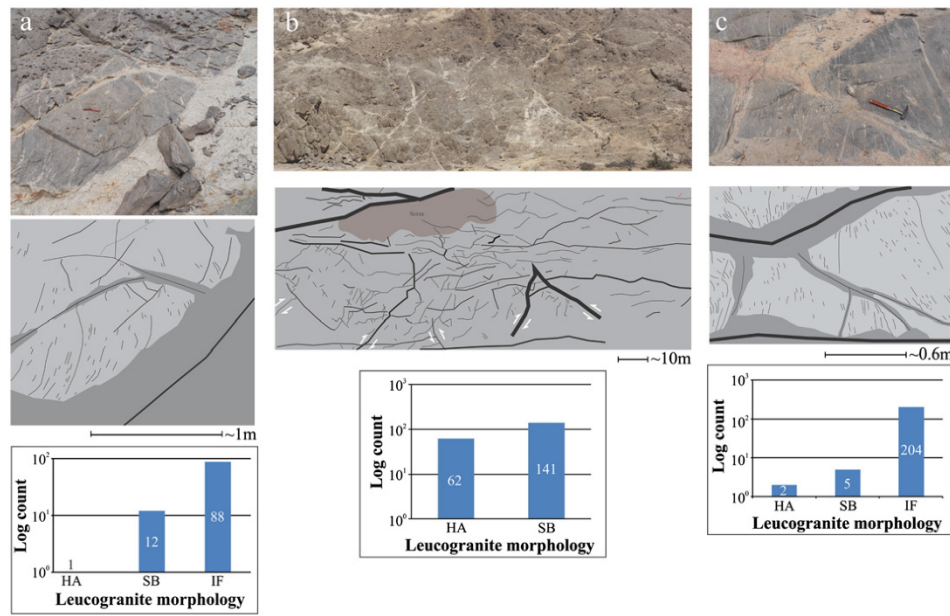 a
b
c
~1m
~10m
~0.6m
10²
10¹
10⁰
Log count
1
12
88
HA
SB
IF
Leucogranite morphology
10³
10²
10¹
10⁰
Log count
62
141
HA
SB
Leucogranite morphology
10³
10²
10¹
10⁰
Log count
2
5
204
HA
SB
IF
Leucogranite morphology